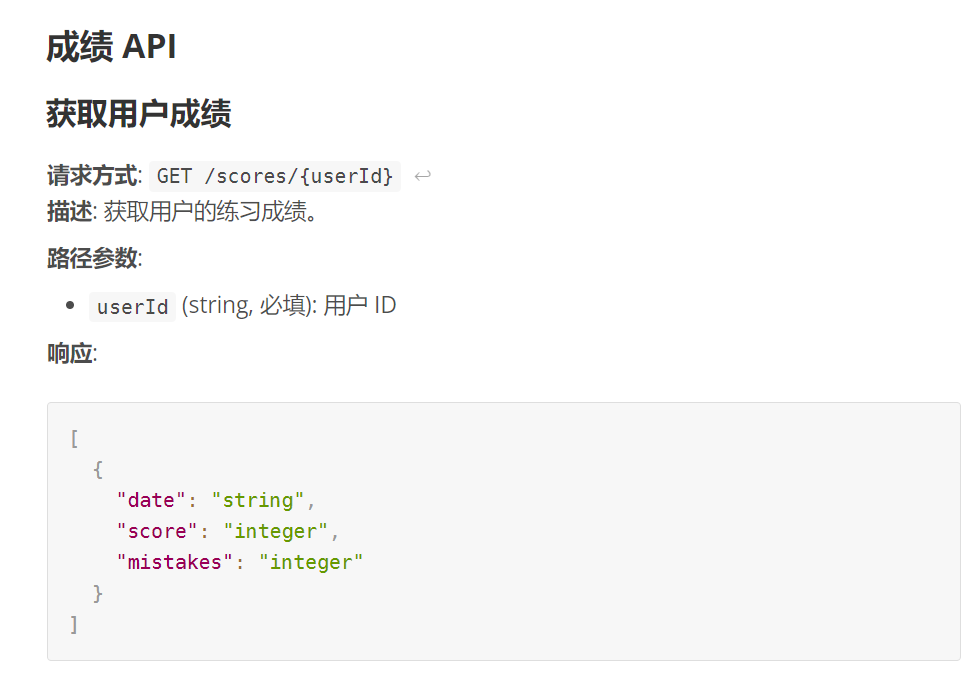 成绩 API
获取用户成绩
请求方式: GET /scores/{userId} ↩
描述: 获取用户的练习成绩。
路径参数:
• userId (string, 必填): 用户 ID
响应:
[
  {
    "date": "string",
    "score": "integer",
    "mistakes": "integer"
  }
]